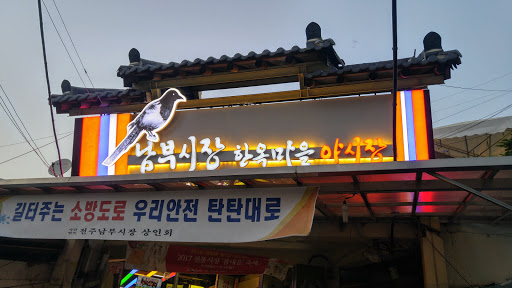 남부시장 한옥마을 야시장
길터주는 소방도로 우리안전 탄탄대로
전주남부시장 상인회